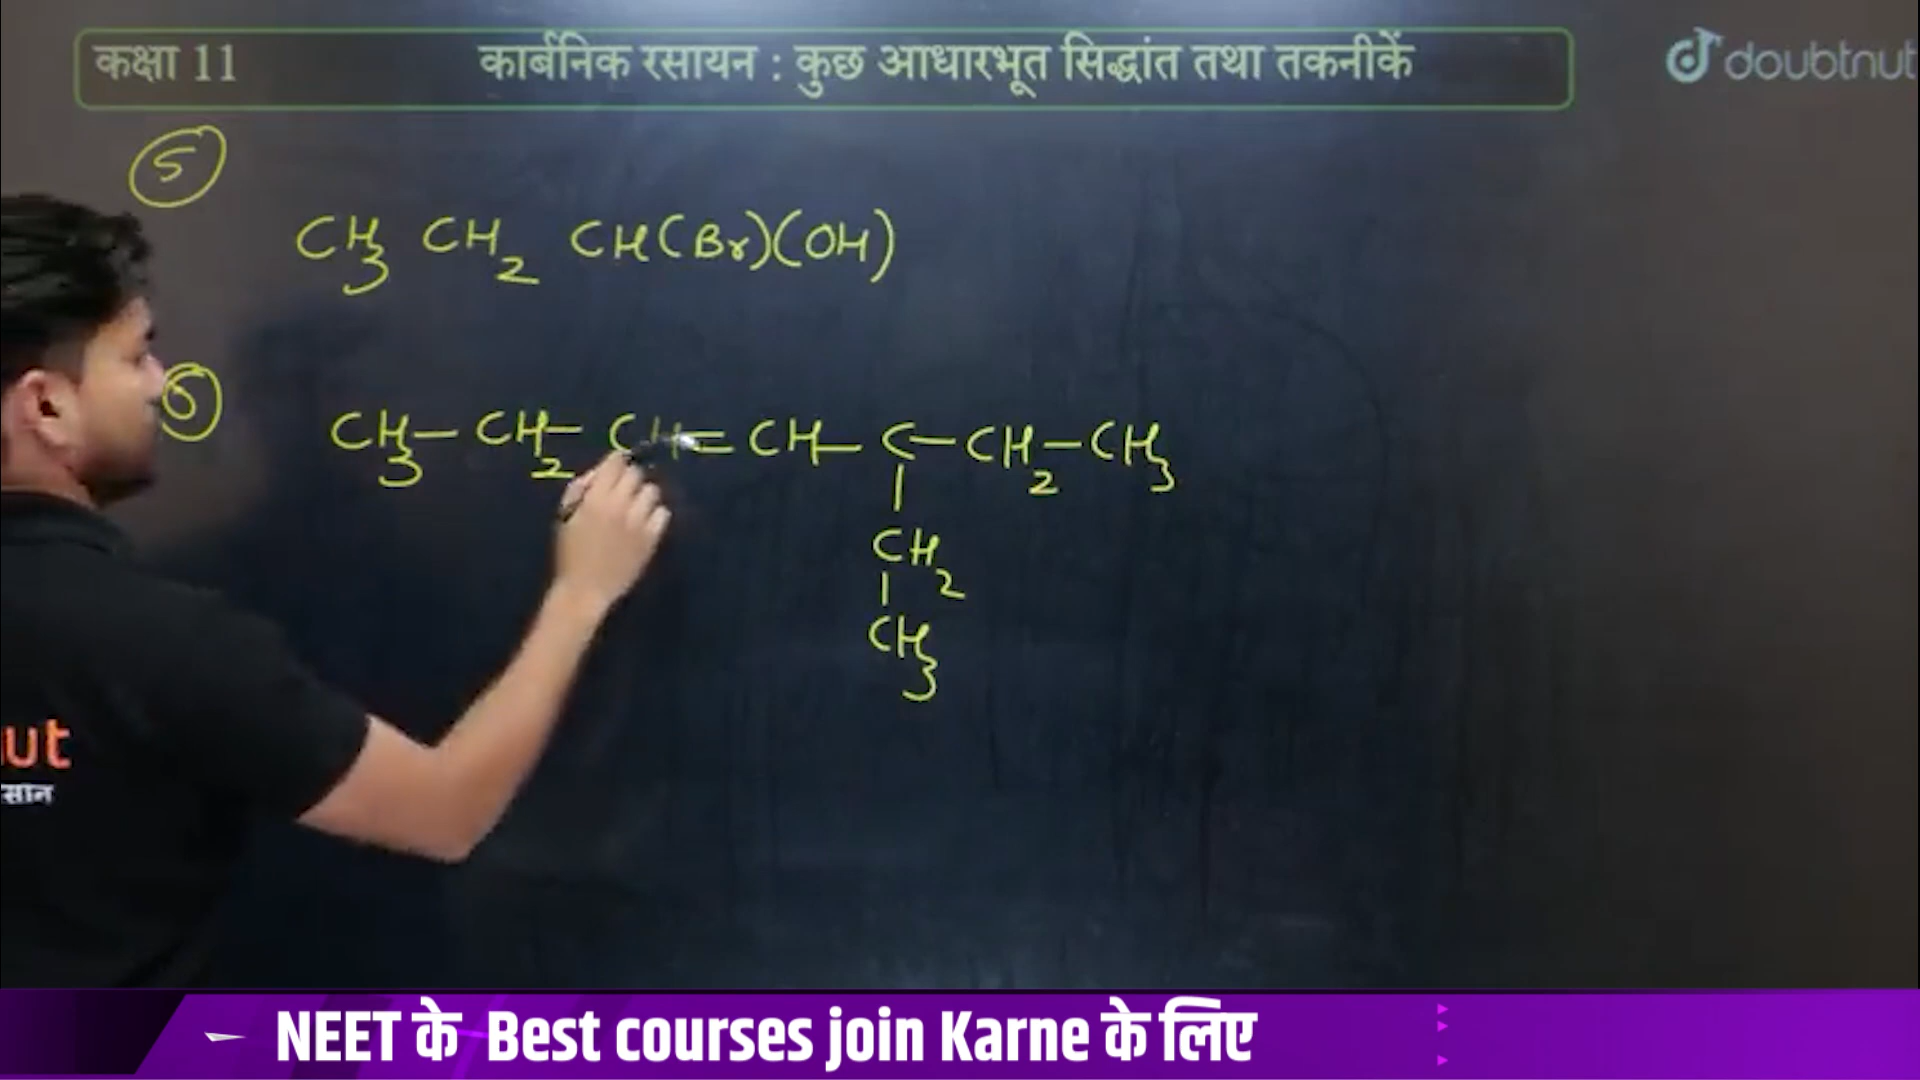 कक्षा 11 कार्बनिक रसायन : कुछ आधारभूत सिद्धांत तथा तकनीकें
doubtnut
5
CH3 CH2 CH(Br)(OH)
6
CH3—CH2—CH=CH—C—CH2—CH3
|
CH2
|
CH3
ut
सान
NEET के Best courses join Karne के लिए